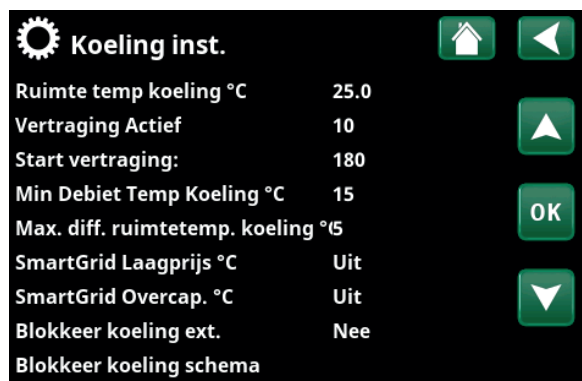 Koeling inst.
Ruimte temp koeling °C 25.0
Vertraging Actief 10
Start vertraging: 180
Min Debiet Temp Koeling °C 15
Max. diff. ruimtetemp. koeling °(5
SmartGrid Laagprijs °C Uit
SmartGrid Overcap. °C Uit
Blokkeer koeling ext. Nee
Blokkeer koeling schema
OK